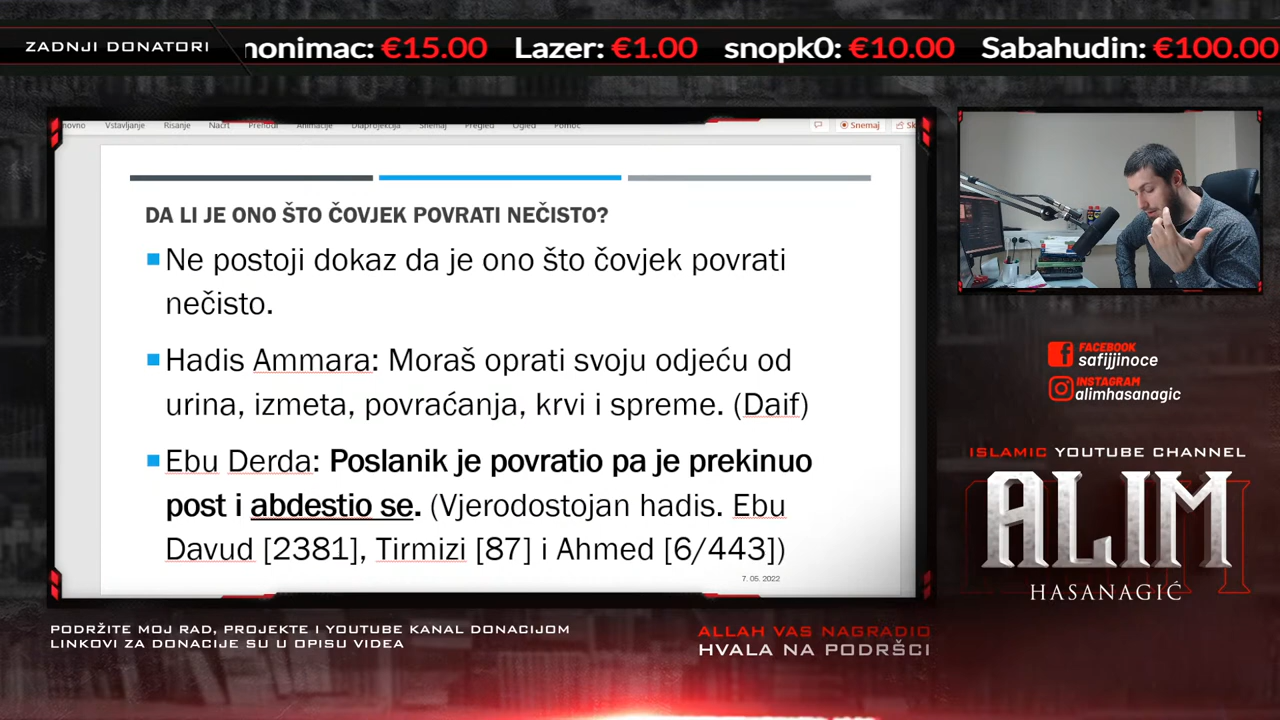 ZADNJI DONATORI
nonimac: €15.00 Lazer: €1.00 snopk0: €10.00 Sabahudin: €100.00
Vstavljanje Risanje Načrt Prehodi Animacije Diaprojekcija Snemaj Pregled Ogled Pomoč Snemaj
DA LI JE ONO ŠTO ČOVJEK POVRATI NEČISTO?
Ne postoji dokaz da je ono što čovjek povrati
nečisto.
Hadis Ammara: Moraš oprati svoju odjeću od
urina, izmeta, povraćanja, krvi i spreme. (Daif)
Ebu Derda: Poslanik je povratio pa je prekinuo
post i abdestio se. (Vjerodostojan hadis. Ebu
Davud [2381], Tirmizi [87] i Ahmed [6/443])
7. 05. 2022
FACEBOOK
safijjinoce
INSTAGRAM
alimhasanagic
ISLAMIC YOUTUBE CHANNEL
ALIM
HASANAGIĆ
PODRŽITE MOJ RAD, PROJEKTE I YOUTUBE KANAL DONACIJOM
LINKOVI ZA DONACIJE SU U OPISU VIDEA
ALLAH VAS NAGRADIO
HVALA NA PODRŠCI